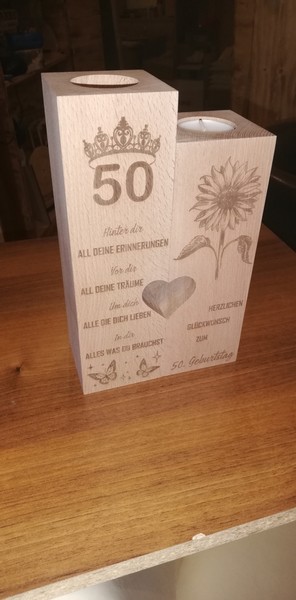 50
Hinter dir
ALL DEINE ERINNERUNGEN
Vor dir
ALL DEINE TRÄUME
Um dich
ALLE DIE DICH LIEBEN
In dir
ALLES WAS DU BRAUCHST
HERZLICHEN
GLÜCKWUNSCH
ZUM
50. Geburtstag